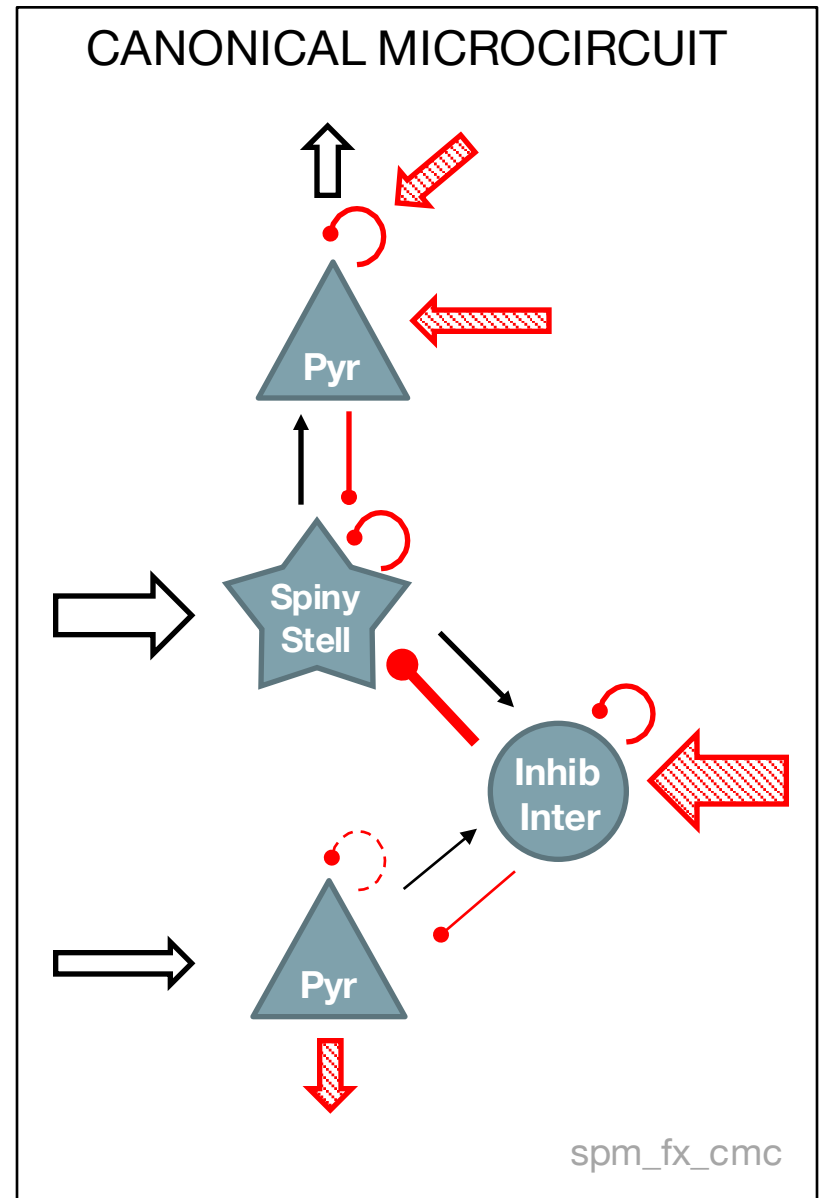 CANONICAL MICROCIRCUIT
Pyr
Spiny
Stell
Inhib
Inter
Pyr
spm_fx_cmc